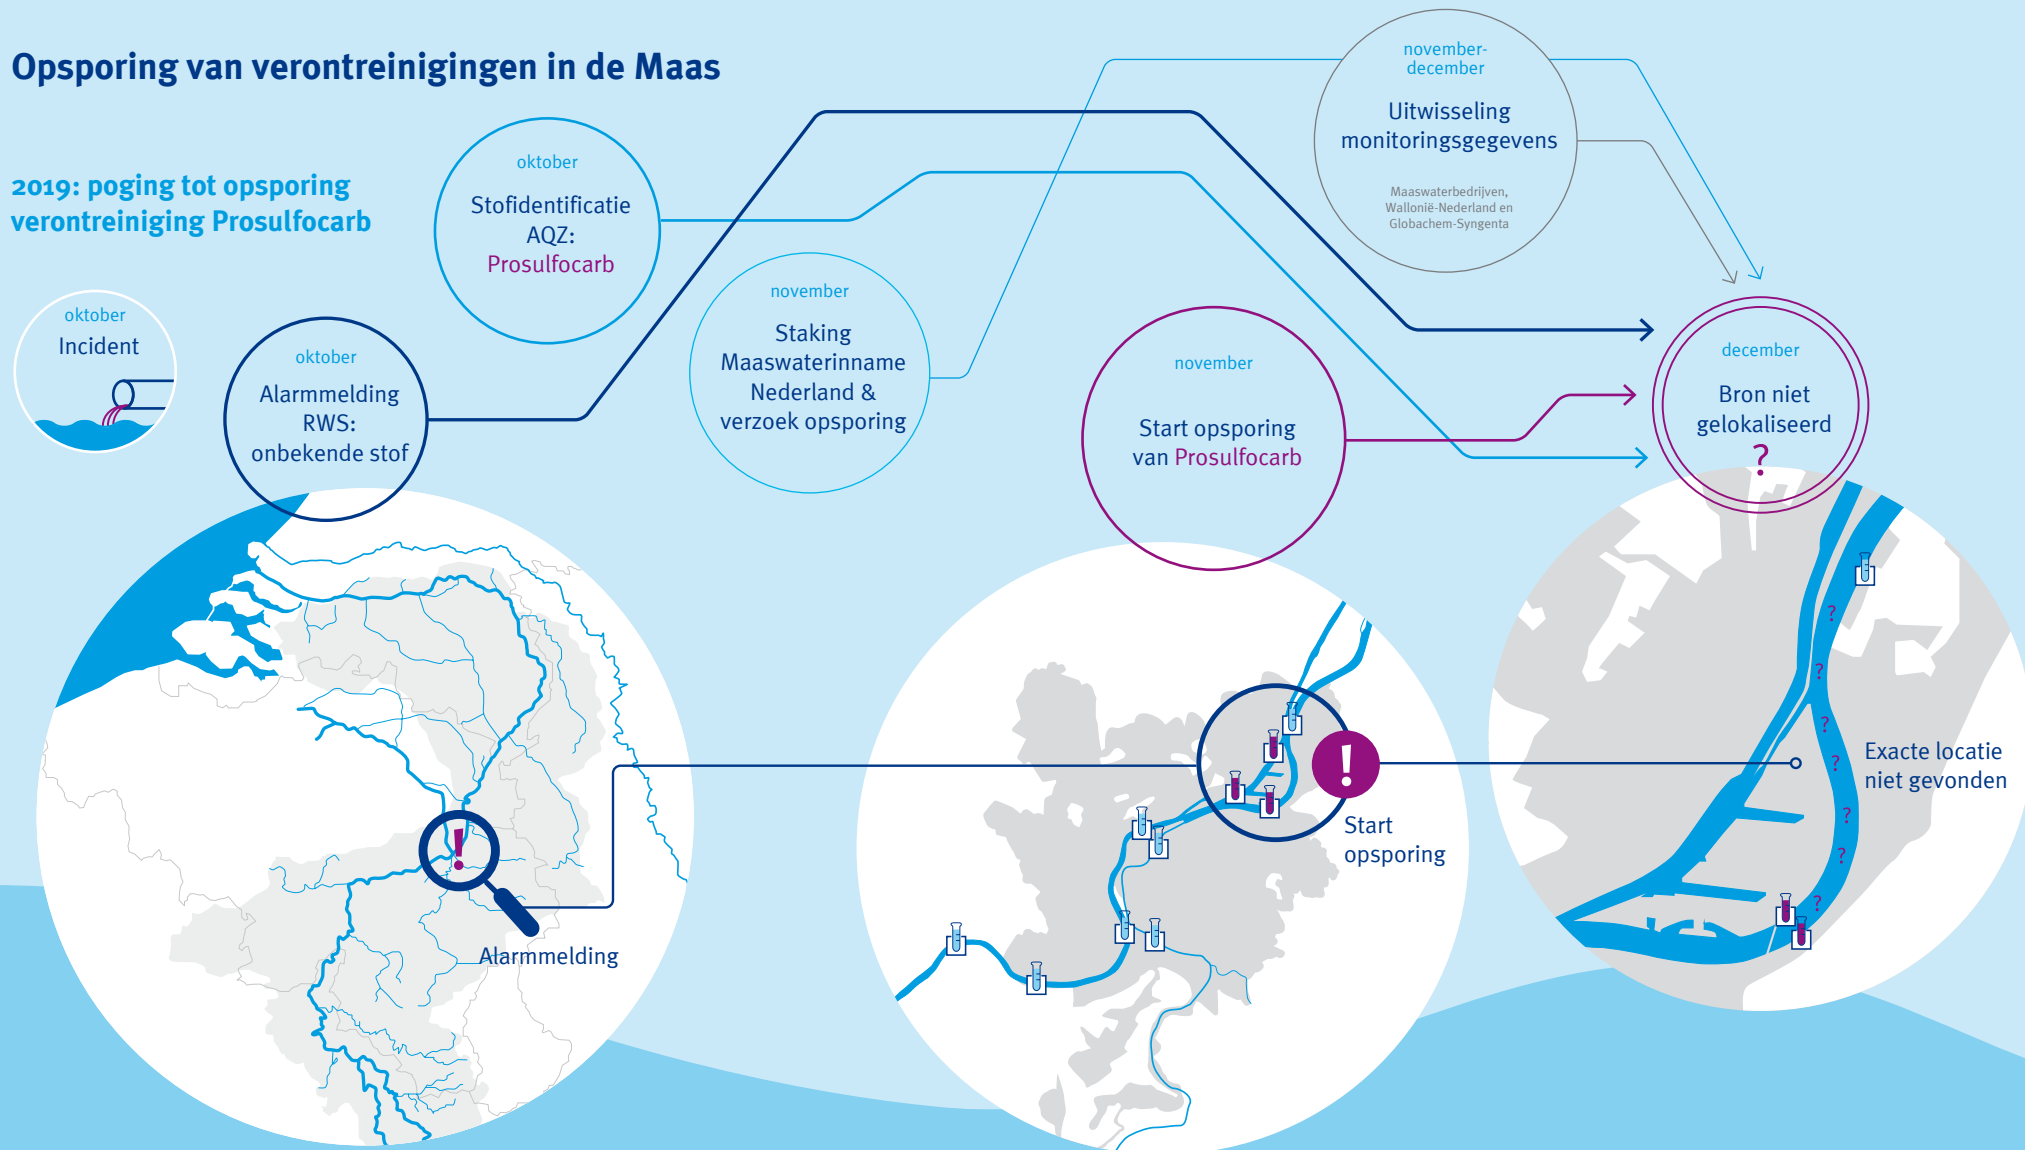 Opsporing van verontreinigingen in de Maas
2019: poging tot opsporing
verontreiniging Prosulfocarb
oktober
Incident
oktober
Alarmmelding
RWS:
onbekende stof
oktober
Stofidentificatie
AQZ:
Prosulfocarb
november
Staking
Maaswaterinname
Nederland &
verzoek opsporing
november
Start opsporing
van Prosulfocarb
november-
december
Uitwisseling
monitoringsgegevens
Maaswaterbedrijven,
Wallonië-Nederland en
Globachem-Syngenta
december
Bron niet
gelokaliseerd
?
!
Alarmmelding
!
Start
opsporing
?
?
?
?
?
?
?
Exacte locatie
niet gevonden